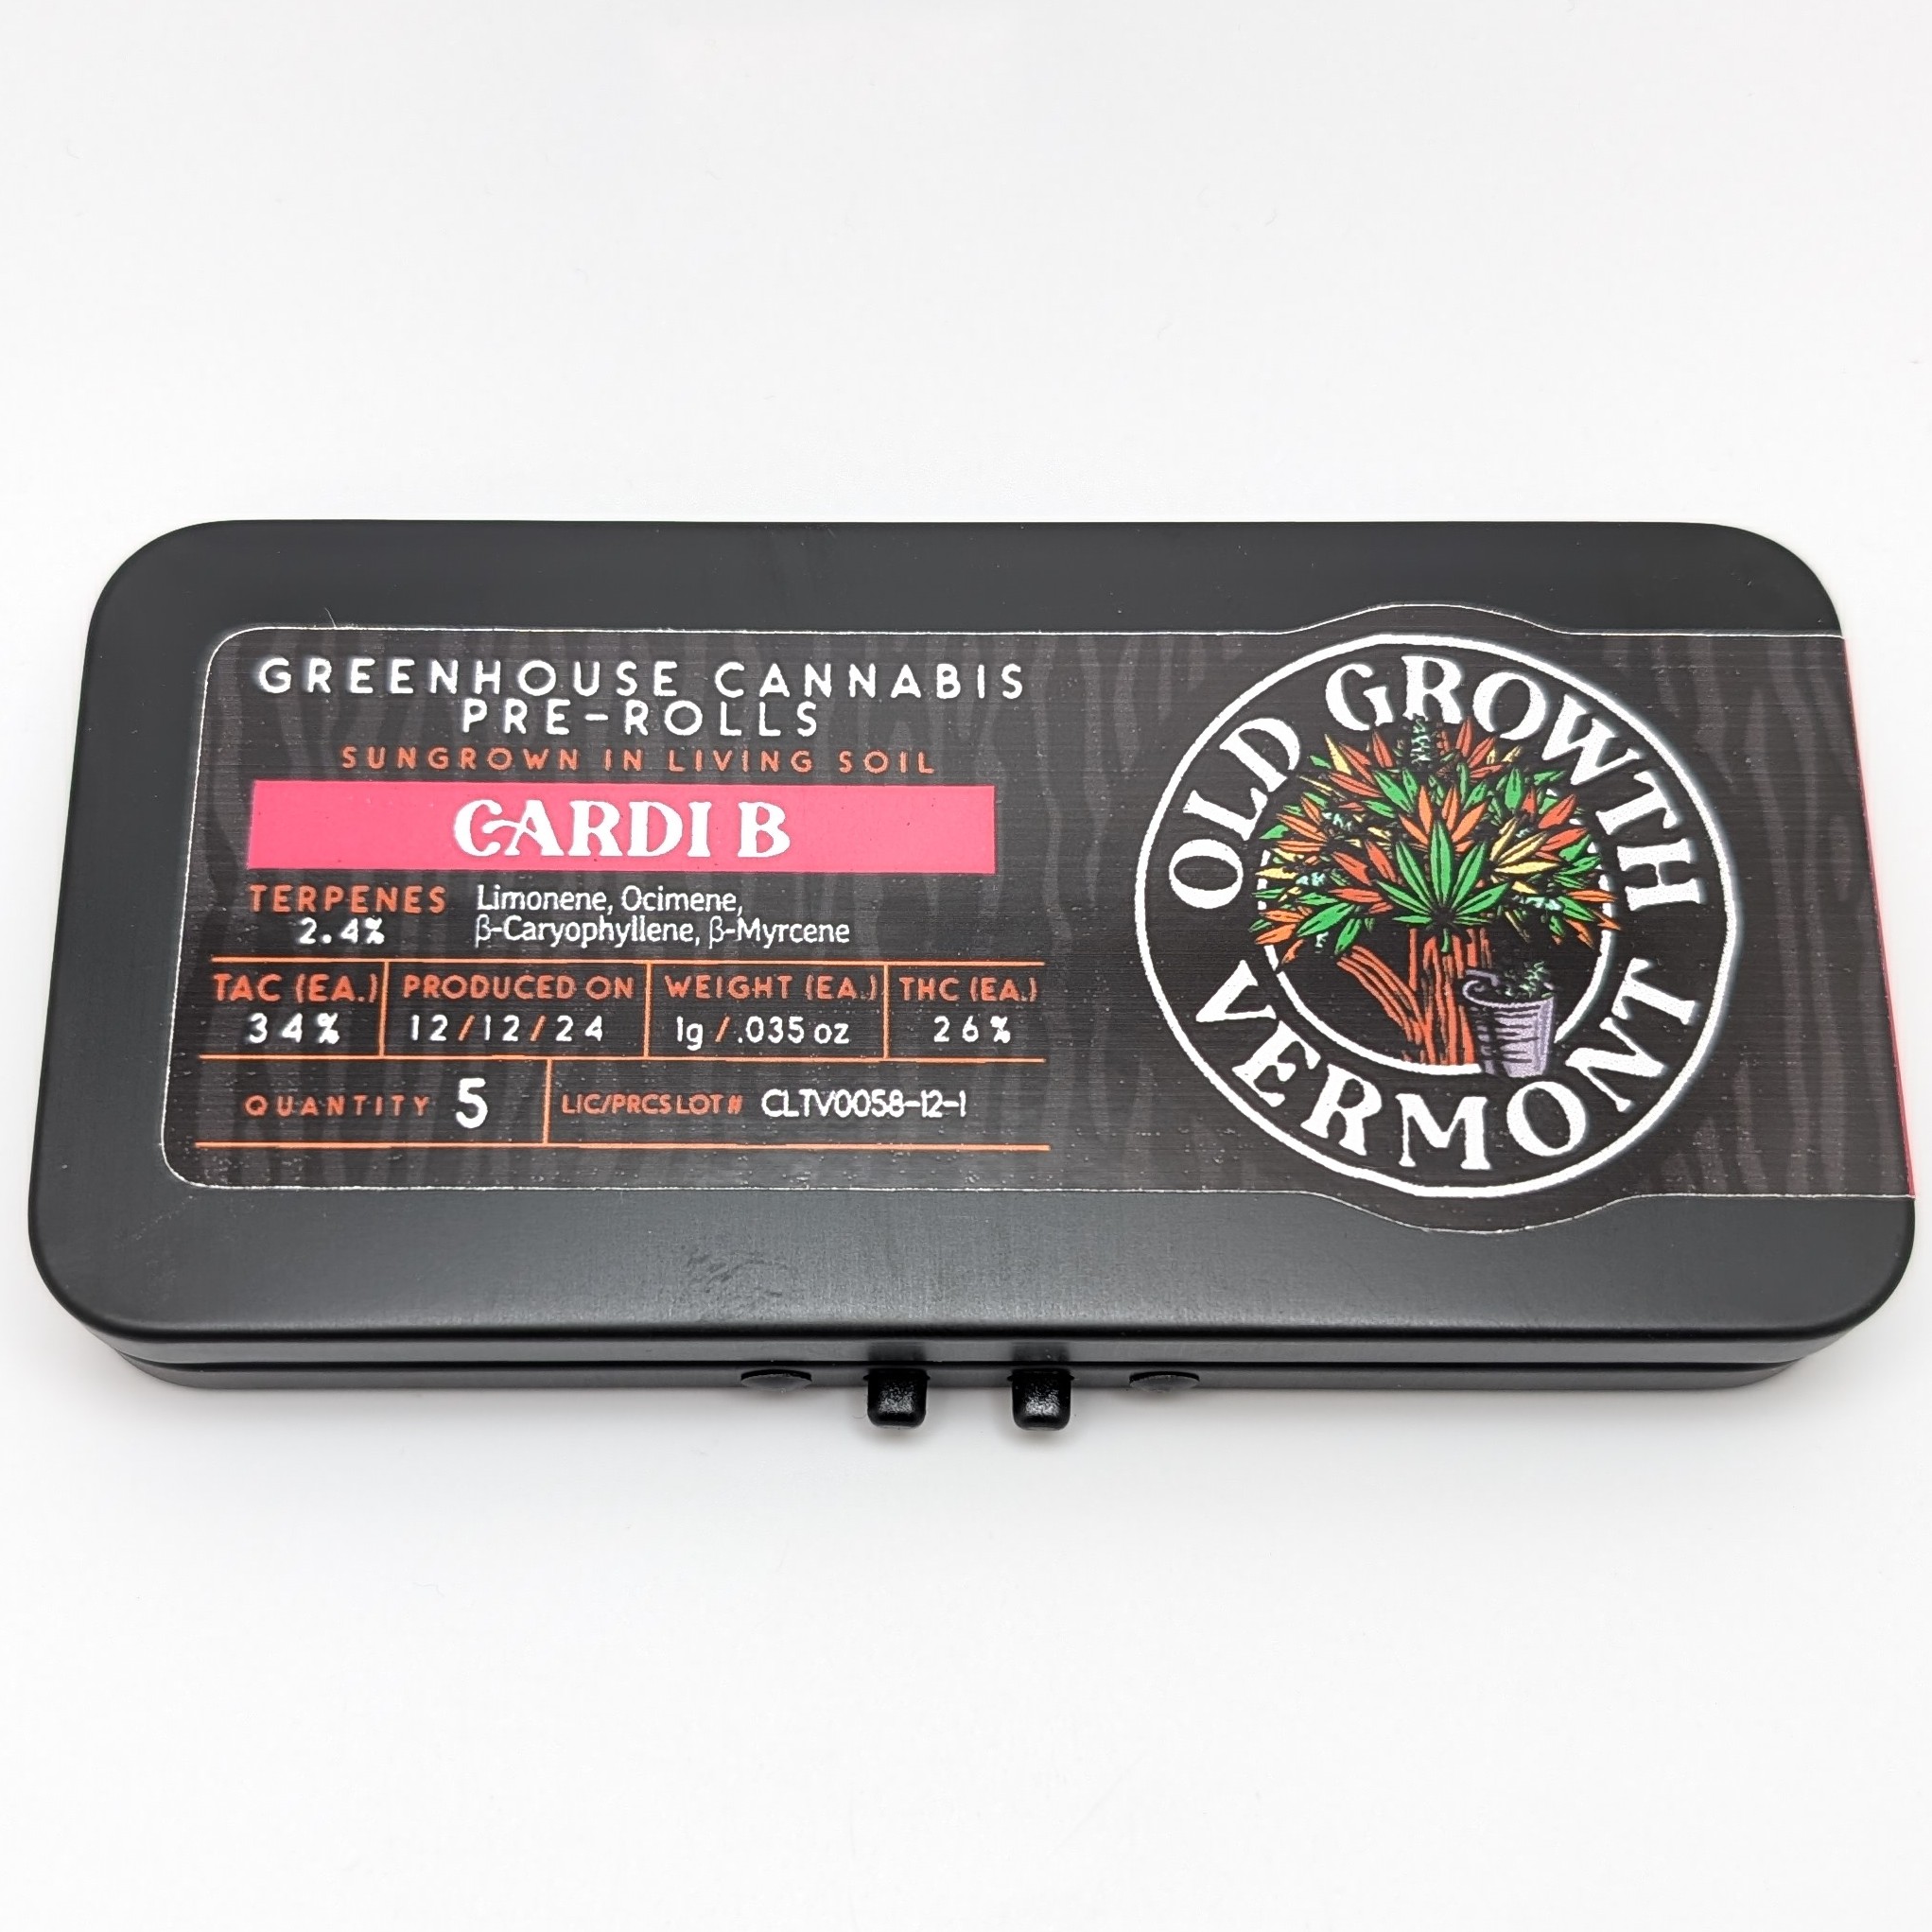 GREENHOUSE CANNABIS
PRE-ROLLS
SUNGROWN IN LIVING SOIL
CARDI B
TERPENES
2.4%
Limonene, Ocimene,
β-Caryophyllene, β-Myrcene
TAC (EA.)
34%
PRODUCED ON
12/12/24
WEIGHT (EA.)
1g /.035 oz
THC (EA.)
26%
QUANTITY 5
LIC/PRCS LOT # CLTV0058-12-1
OLD GROWTH
VERMONT